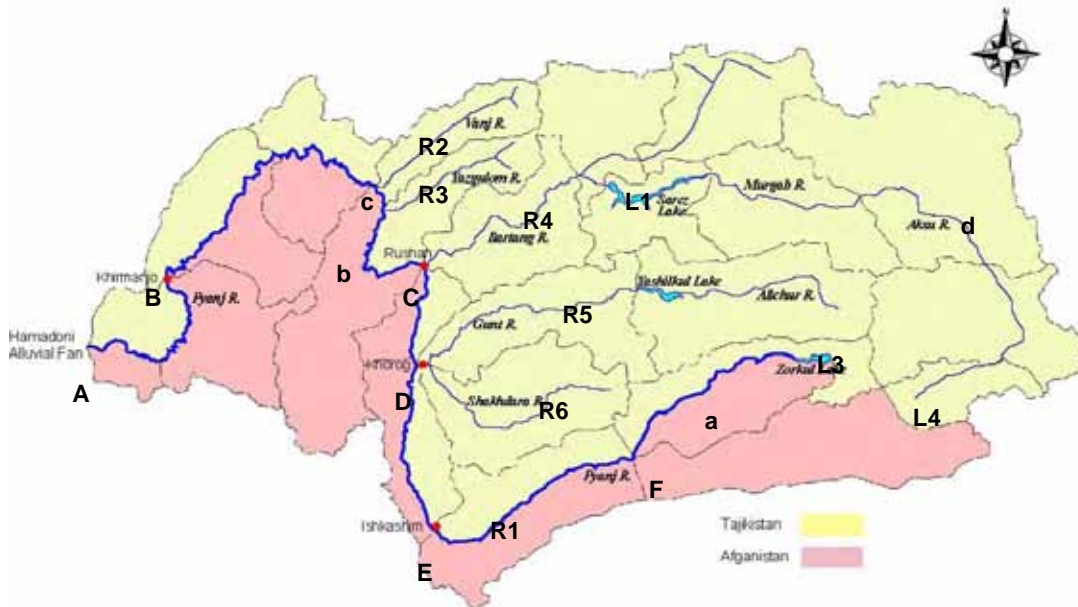 N
Vanj R.
R2
Yazgulom R.
R3
c
R4
L1
Sarez
Lake
Murgab R.
Aksu R.
d
Bartang R.
Rushan
b
C
Khirmanjo
B
Pyanj R.
Yashilkul Lake
Alichur R.
R5
Gunt R.
Hamadoni
Alluvial Fan
A
Khorog
D
Shakhdara R.
R6
Zorkul Lake
L3
a
L4
Pyanj R.
F
Ishkashim
R1
E
Tajikistan
Afganistan